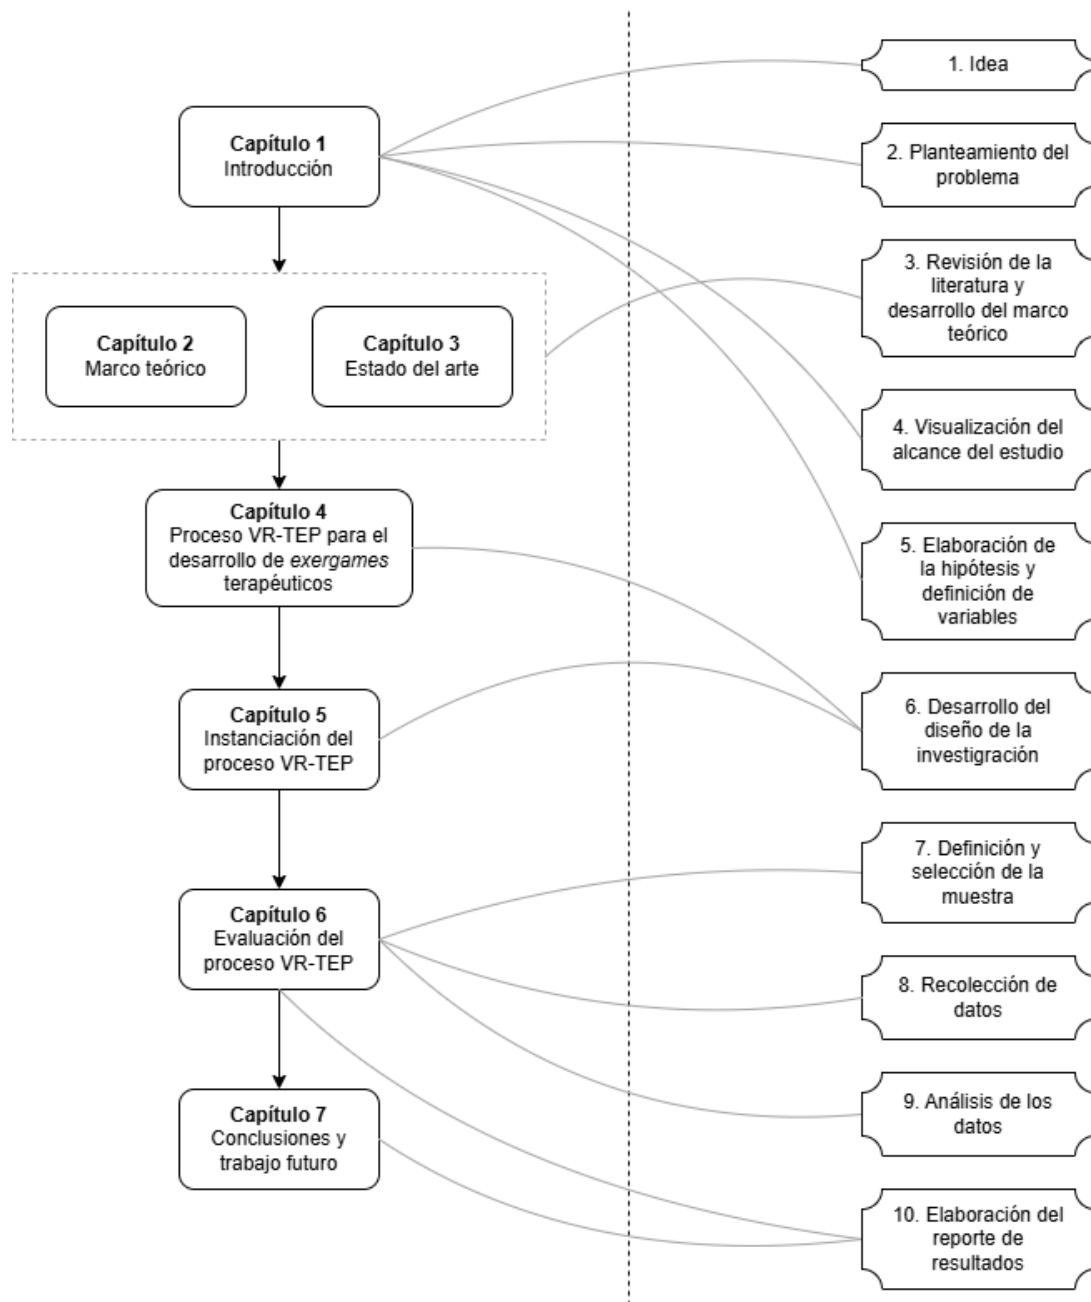 Capítulo 1
Introducción
Capítulo 2
Marco teórico
Capítulo 3
Estado del arte
Capítulo 4
Proceso VR-TEP para el
desarrollo de exergames
terapéuticos
Capítulo 5
Instanciación del
proceso VR-TEP
Capítulo 6
Evaluación del
proceso VR-TEP
Capítulo 7
Conclusiones y
trabajo futuro
1. Idea
2. Planteamiento del
problema
3. Revisión de la
literatura y
desarrollo del marco
teórico
4. Visualización del
alcance del estudio
5. Elaboración de
la hipótesis y
definición de
variables
6. Desarrollo del
diseño de la
investigración
7. Definición y
selección de la
muestra
8. Recolección de
datos
9. Análisis de los
datos
10. Elaboración del
reporte de
resultados